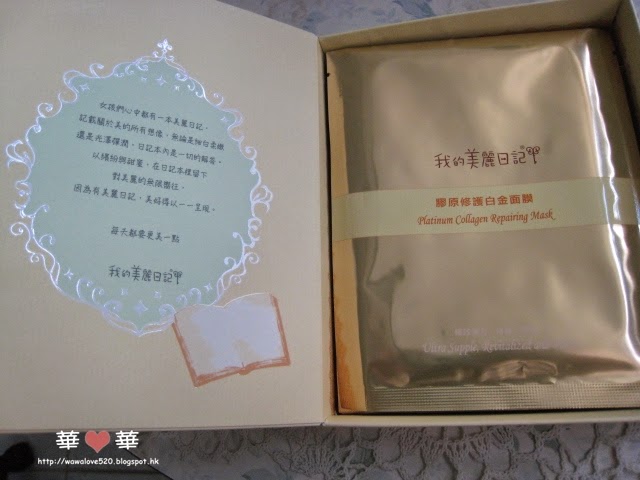 女孩們心中都有一本美麗日記，
記載關於美的所有想像，無論是細白柔嫩
還是光澤彈潤，日記本內是一切的解答。
以繽紛與甜蜜，在日記本裡留下
對美麗的無限嚮往，
因為有美麗日記，美好得以一一呈現。
每天都要更美一點
我的美麗日記
我的美麗日記
膠原修護白金面膜
Platinum Collagen Repairing Mask
Ultra Supple,
華 華
http://wawalove520.blogspot.hk